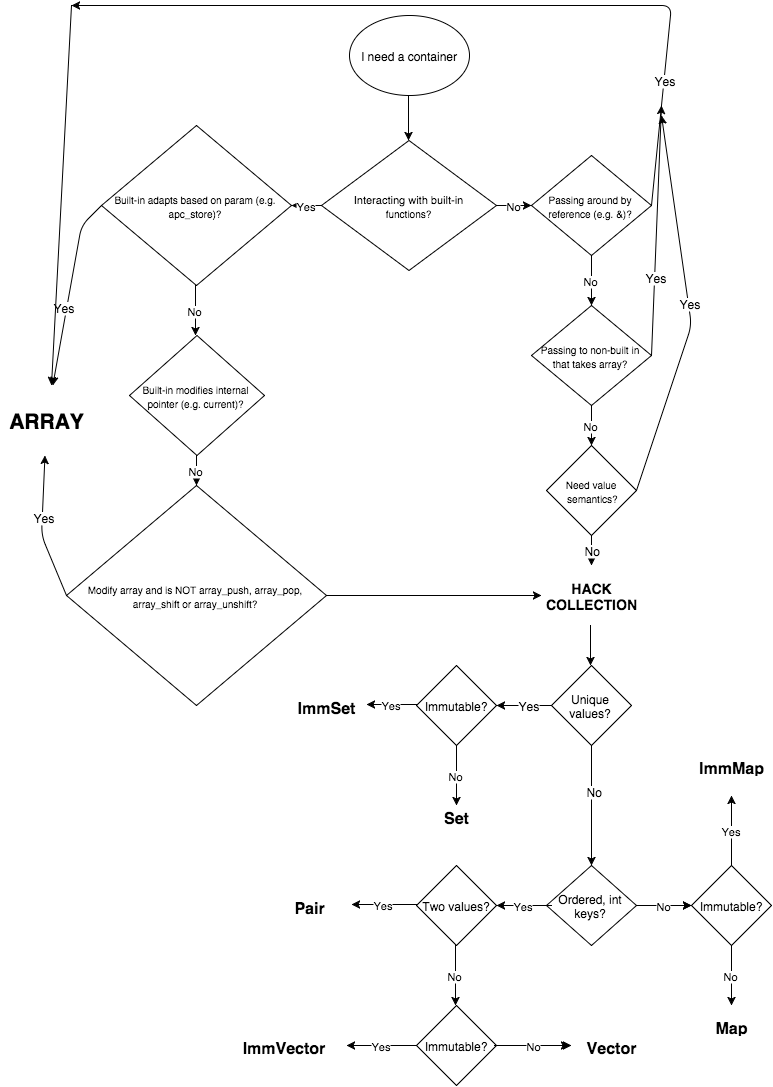 I need a container
Yes
Built-in adapts based on param (e.g.
apc_store)?
Yes
Interacting with built-in
functions?
No
Passing around by
reference (e.g. &)?
Yes
No
No
Yes
Yes
Built-in modifies internal
pointer (e.g. current)?
Passing to non-built in
that takes array?
ARRAY
No
No
Yes
Need value
semantics?
No
Modify array and is NOT array_push, array_pop,
array_shift or array_unshift?
HACK
COLLECTION
ImmSet
Yes
Immutable?
Yes
Unique
values?
No
No
ImmMap
Set
Yes
Pair
Yes
Two values?
Yes
Ordered, int
keys?
No
Immutable?
No
No
Map
ImmVector
Yes
Immutable?
No
Vector